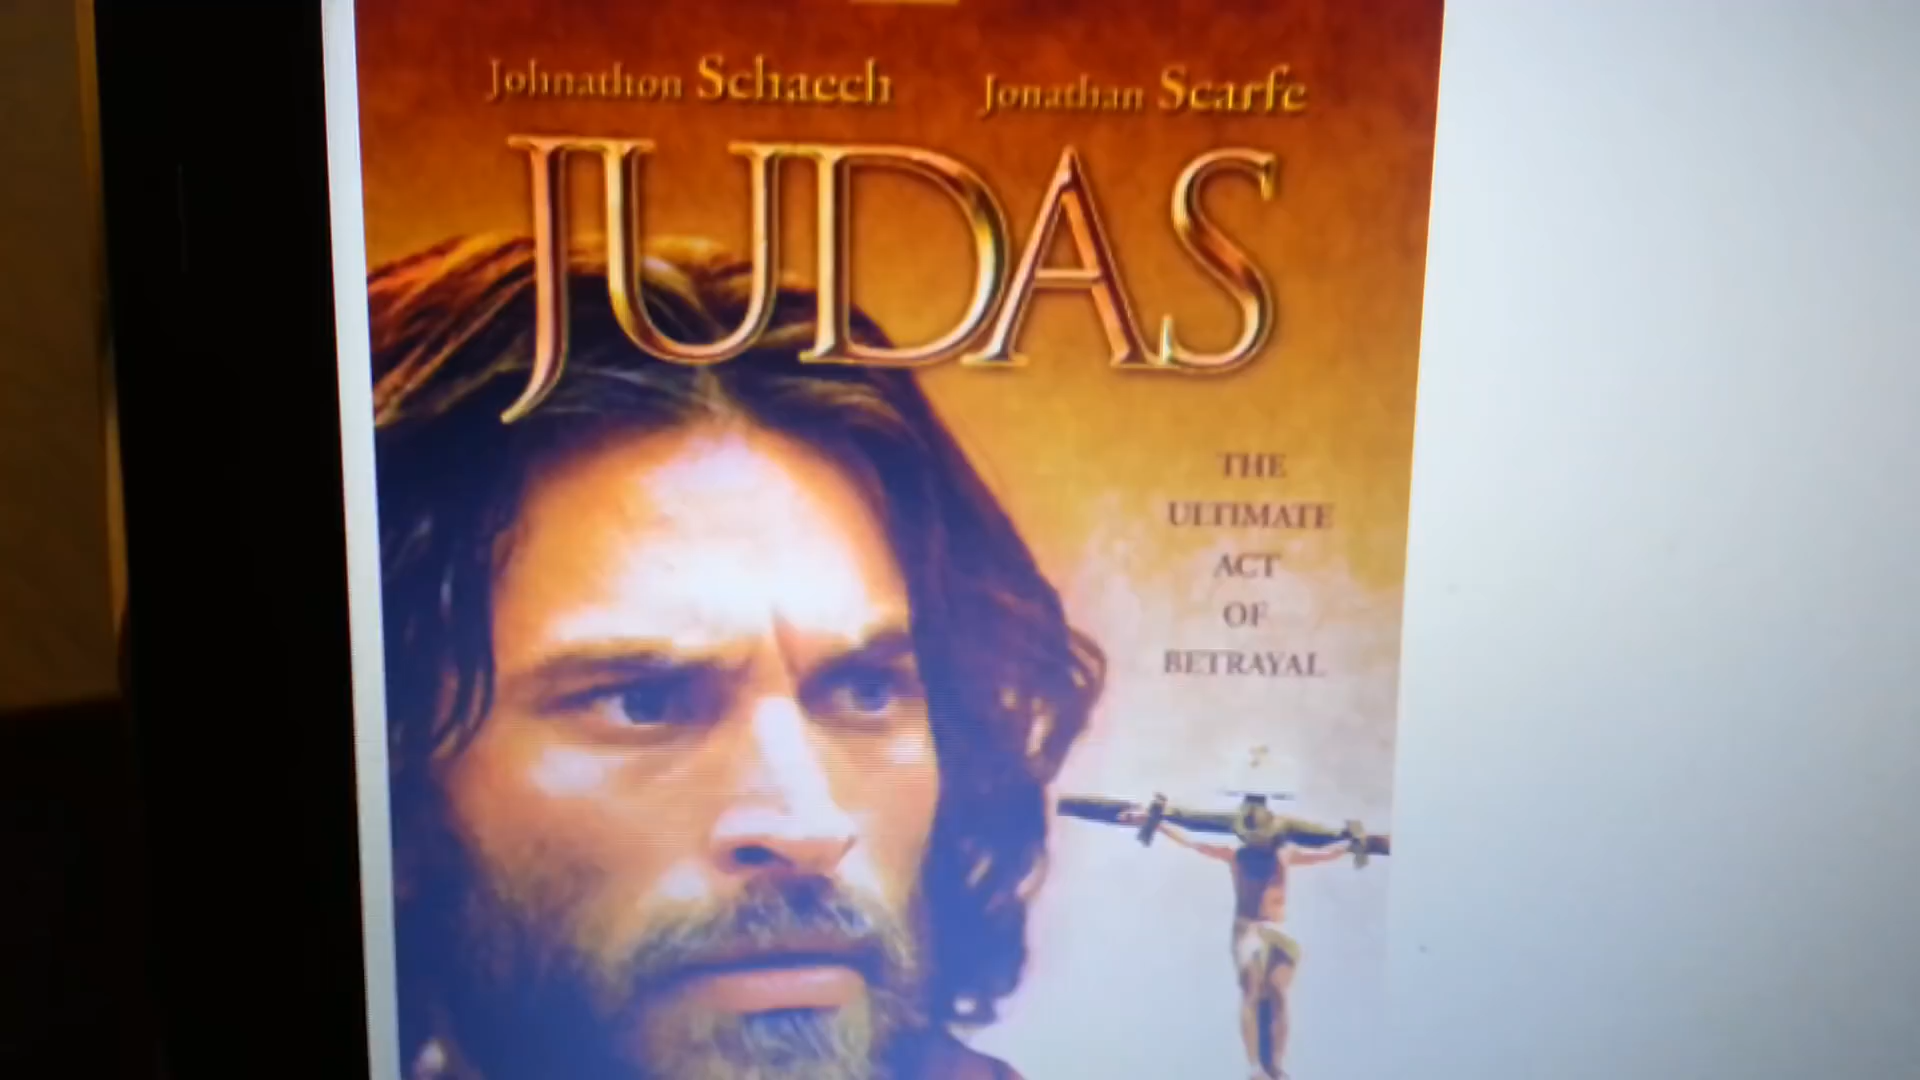 Johnathon Schaech Jonathan Scarfe
JUDAS
THE
ULTIMATE
ACT
OF
BETRAYAL